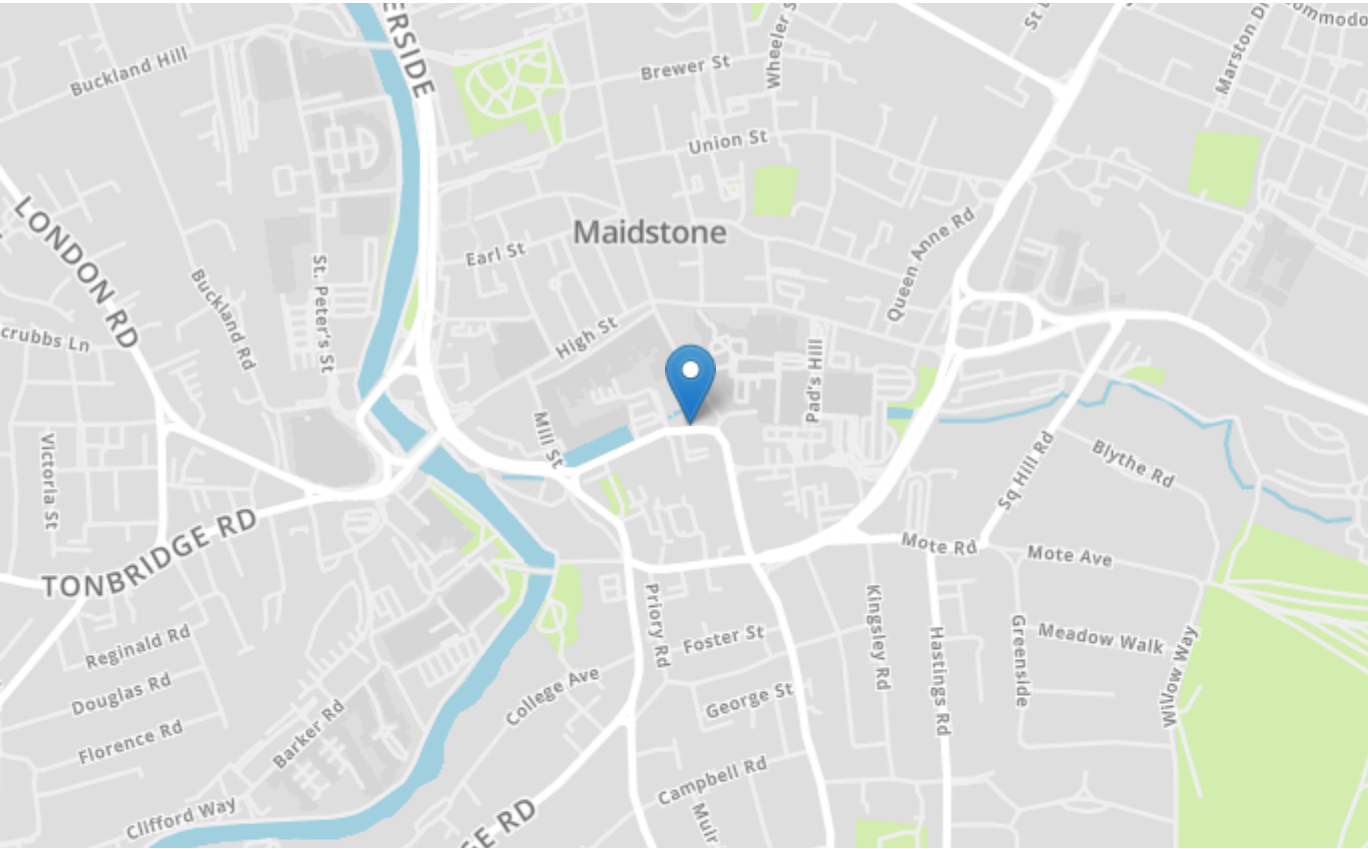 ERSIDE
Buckland Hill
Brewer St
Wheeler S
St
Marston D
ommodo
Union St
LONDON RD
Maidstone
Queen Anne Rd
Earl St
St. Peter's St
Buckland Rd
crubbs Ln
High St
Pad's Hill
Mill St
Victoria St
Sq Hill Rd
Blythe Rd
TONBRIDGE RD
Mote Rd
Mote Ave
Priory Rd
Kingsley Rd
Hastings Rd
Greenside
Meadow Walk
Willow Way
Foster St
Reginald Rd
Douglas Rd
College Ave
George St
Florence Rd
Barker Rd
Campbell Rd
Clifford Way
GE RD
Muir